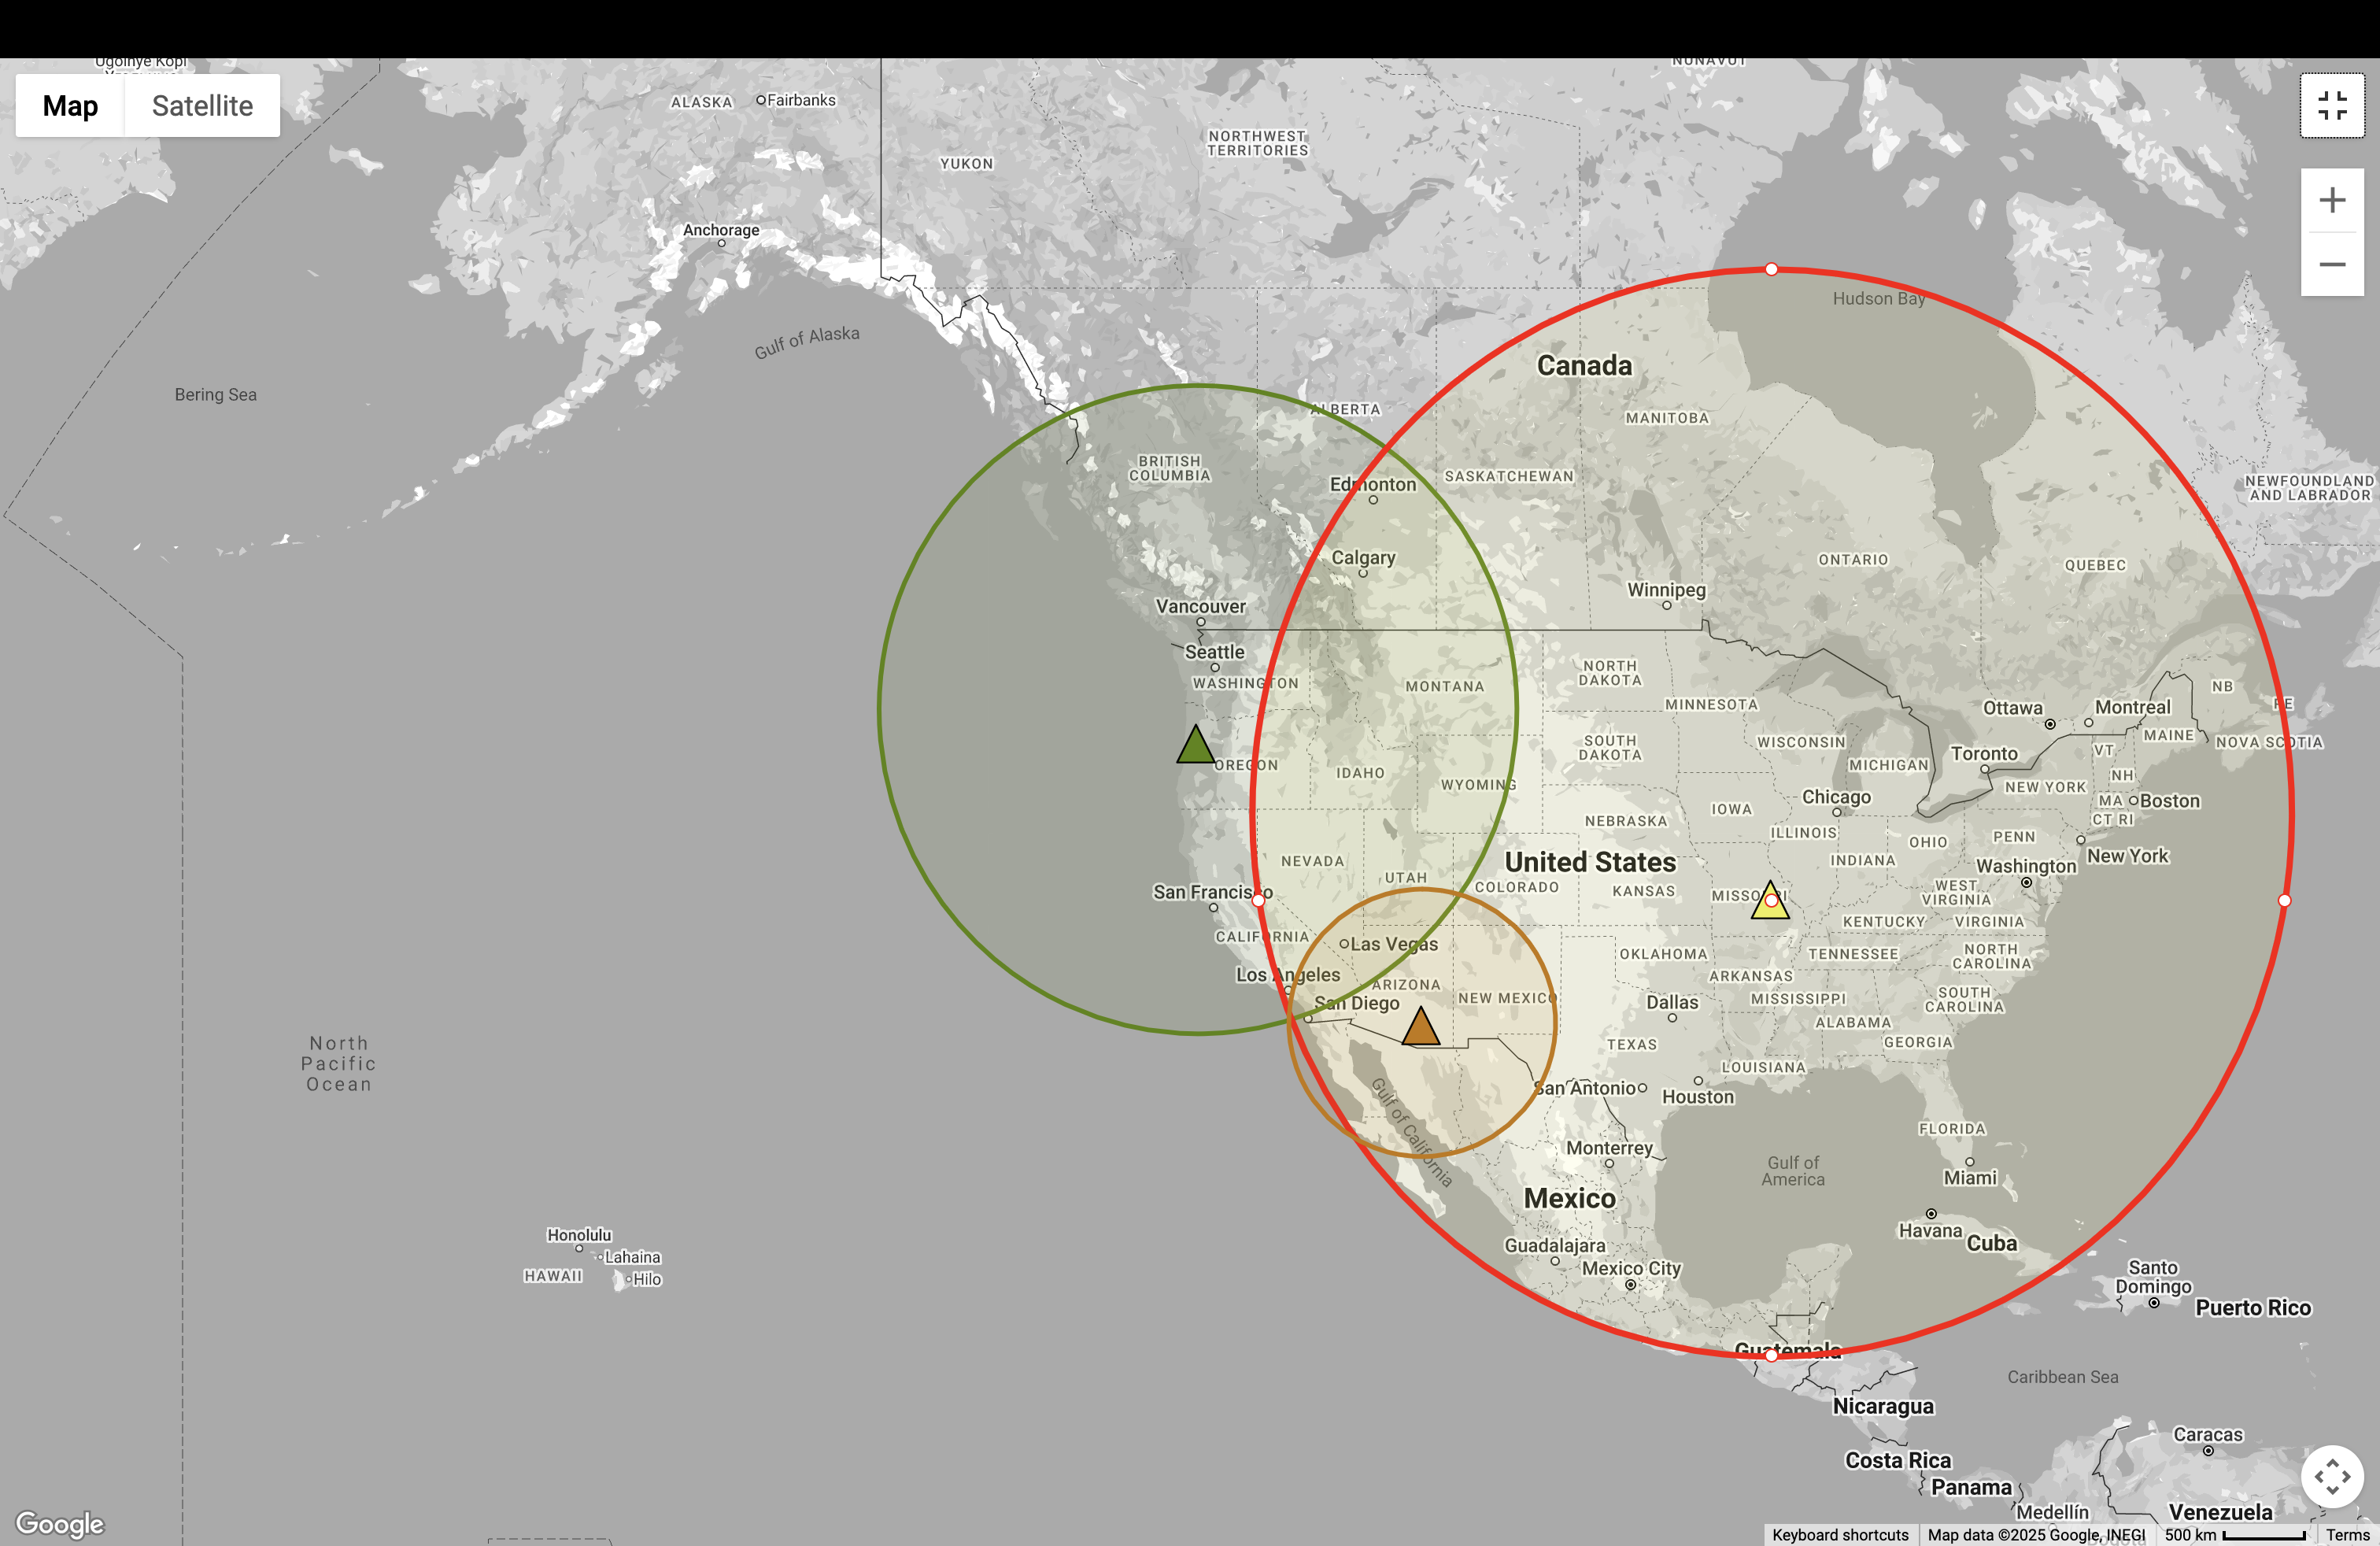 Ugolnye Kopi
NUNAVUT
Map
Satellite
ALASKA
Fairbanks
NORTHWEST
TERRITORIES
YUKON
Anchorage
Hudson Bay
Gulf of Alaska
Canada
Bering Sea
ALBERTA
MANITOBA
BRITISH
COLUMBIA
Edmonton
SASKATCHEWAN
NEWFOUNDLAND
AND LABRADOR
Calgary
ONTARIO
QUEBEC
Vancouver
Winnipeg
Seattle
WASHINGTON
MONTANA
NORTH
DAKOTA
MINNESOTA
NB
PE
Ottawa
Montreal
MAINE
NOVA SCOTIA
OREGON
IDAHO
SOUTH
DAKOTA
WISCONSIN
MICHIGAN
Toronto
VT
NH
WYOMING
NEW YORK
Chicago
MA
Boston
CT RI
IOWA
NEBRASKA
ILLINOIS
OHIO
PENN
NEVADA
United States
INDIANA
New York
Washington
UTAH
COLORADO
KANSAS
MISSOURI
WEST
VIRGINIA
San Francisco
KENTUCKY
VIRGINIA
CALIFORNIA
Las Vegas
OKLAHOMA
TENNESSEE
NORTH
CAROLINA
Los Angeles
ARIZONA
NEW MEXICO
ARKANSAS
MISSISSIPPI
SOUTH
CAROLINA
San Diego
Dallas
ALABAMA
TEXAS
GEORGIA
LOUISIANA
North
Pacific
Ocean
San Antonio
Houston
Gulf of California
FLORIDA
Monterrey
Gulf of
America
Miami
Mexico
Havana
Cuba
Honolulu
Lahaina
HAWAII
Hilo
Guadalajara
Mexico City
Santo
Domingo
Puerto Rico
Guatemala
Caribbean Sea
Nicaragua
Caracas
Costa Rica
Panama
Medellín
Venezuela
Google
Keyboard shortcuts
Map data ©2025 Google, INEGI
500 km
Terms
Bogotá